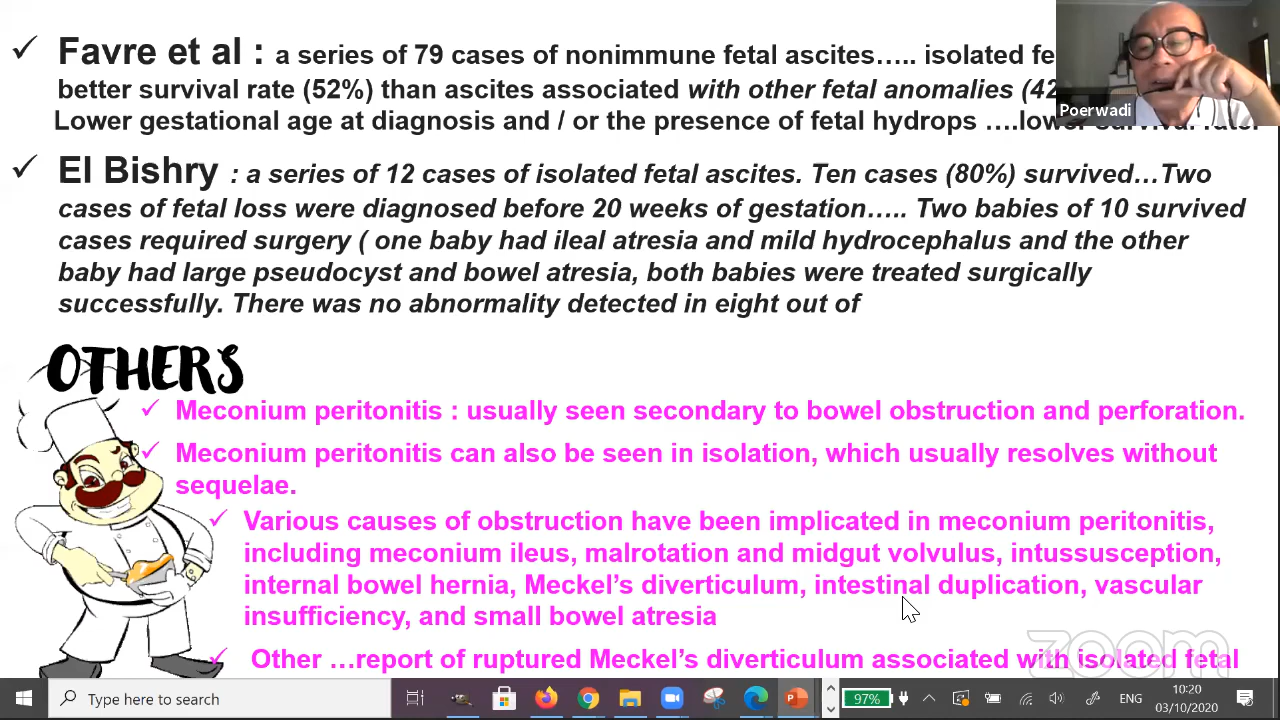 Favre et al : a series of 79 cases of nonimmune fetal ascites….. isolated
better survival rate (52%) than ascites associated with other fetal anomalies
Lower gestational age at diagnosis and / or the presence of fetal hydrops ….lower survival rate.
Poerwadi
El Bishry : a series of 12 cases of isolated fetal ascites. Ten cases (80%) survived…Two
cases of fetal loss were diagnosed before 20 weeks of gestation….. Two babies of 10 survived
cases required surgery ( one baby had ileal atresia and mild hydrocephalus and the other
baby had large pseudocyst and bowel atresia, both babies were treated surgically
successfully. There was no abnormality detected in eight out of
OTHERS
Meconium peritonitis : usually seen secondary to bowel obstruction and perforation.
Meconium peritonitis can also be seen in isolation, which usually resolves without
sequelae.
Various causes of obstruction have been implicated in meconium peritonitis,
including meconium ileus, malrotation and midgut volvulus, intussusception,
internal bowel hernia, Meckel’s diverticulum, intestinal duplication, vascular
insufficiency, and small bowel atresia
Other …report of ruptured Meckel’s diverticulum associated with isolated fetal
zoom
Type here to search
97%
ENG
10:20
03/10/2020